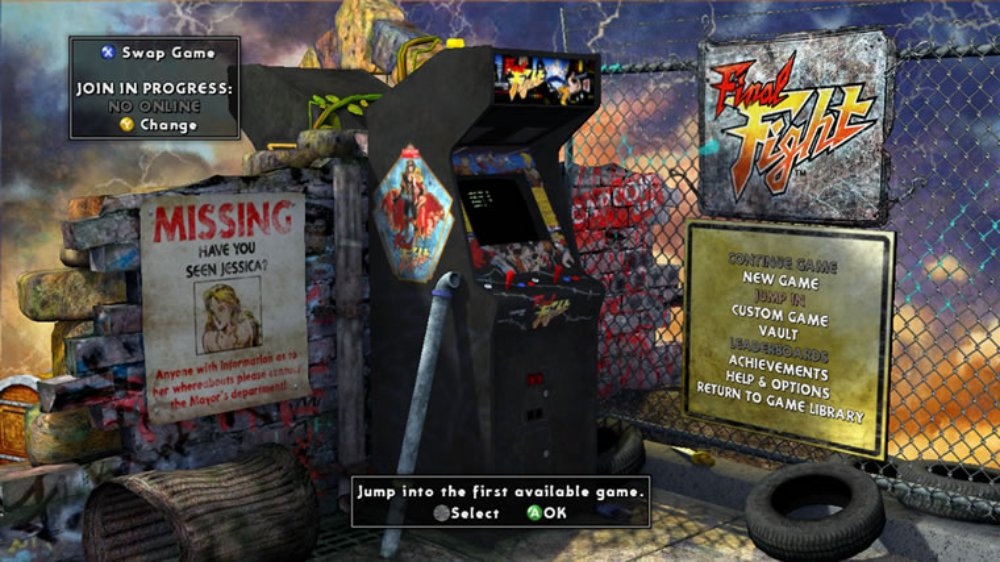 Swap Game
JOIN IN PROGRESS:
NO ONLINE
Change
MISSING
HAVE YOU
SEEN JESSICA?
Anyone with information as to
her whereabouts please contact
the Mayor's department!
Final
Fight
TM
CONTINUE GAME
NEW GAME
JUMP IN
CUSTOM GAME
VAULT
LEADERBOARDS
ACHIEVEMENTS
HELP & OPTIONS
RETURN TO GAME LIBRARY
CAPCOM
Jump into the first available game.
Select A OK